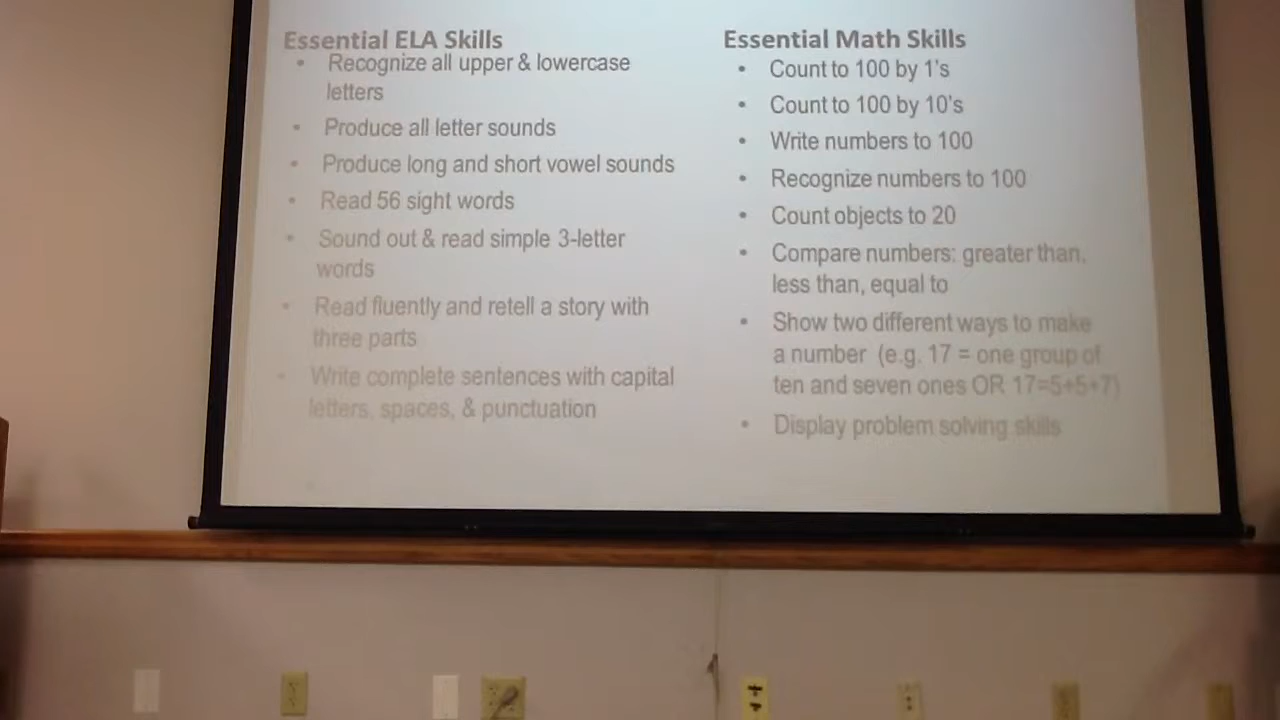 Essential ELA Skills
• Recognize all upper & lowercase
letters
• Produce all letter sounds
• Produce long and short vowel sounds
• Read 56 sight words
• Sound out & read simple 3-letter
words
• Read fluently and retell a story with
three parts
• Write complete sentences with capital
letters, spaces, & punctuation
Essential Math Skills
• Count to 100 by 1's
• Count to 100 by 10's
• Write numbers to 100
• Recognize numbers to 100
• Count objects to 20
• Compare numbers: greater than,
less than, equal to
• Show two different ways to make
a number (e.g. 17 = one group of
ten and seven ones OR 17=5+5+7)
• Display problem solving skills